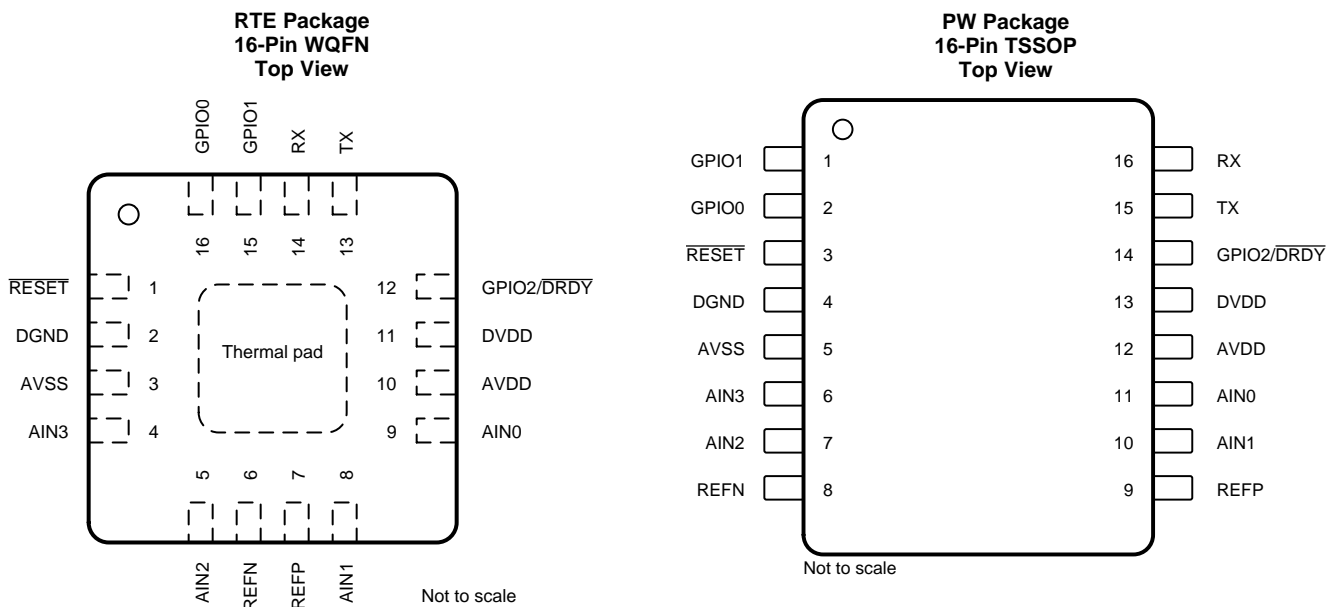 RTE Package
16-Pin WQFN
Top View
GPIO0
GPIO1
RX
TX
16
15
14
13
RESET 1
DGND 2
AVSS 3
AIN3 4
Thermal pad
12 GPIO2/DRDY
11 DVDD
10 AVDD
9 AIN0
5
6
7
8
AIN2
REFN
REFP
AIN1
Not to scale
PW Package
16-Pin TSSOP
Top View
GPIO1 1 16 RX
GPIO0 2 15 TX
RESET 3 14 GPIO2/DRDY
DGND 4 13 DVDD
AVSS 5 12 AVDD
AIN3 6 11 AIN0
AIN2 7 10 AIN1
REFN 8 9 REFP
Not to scale